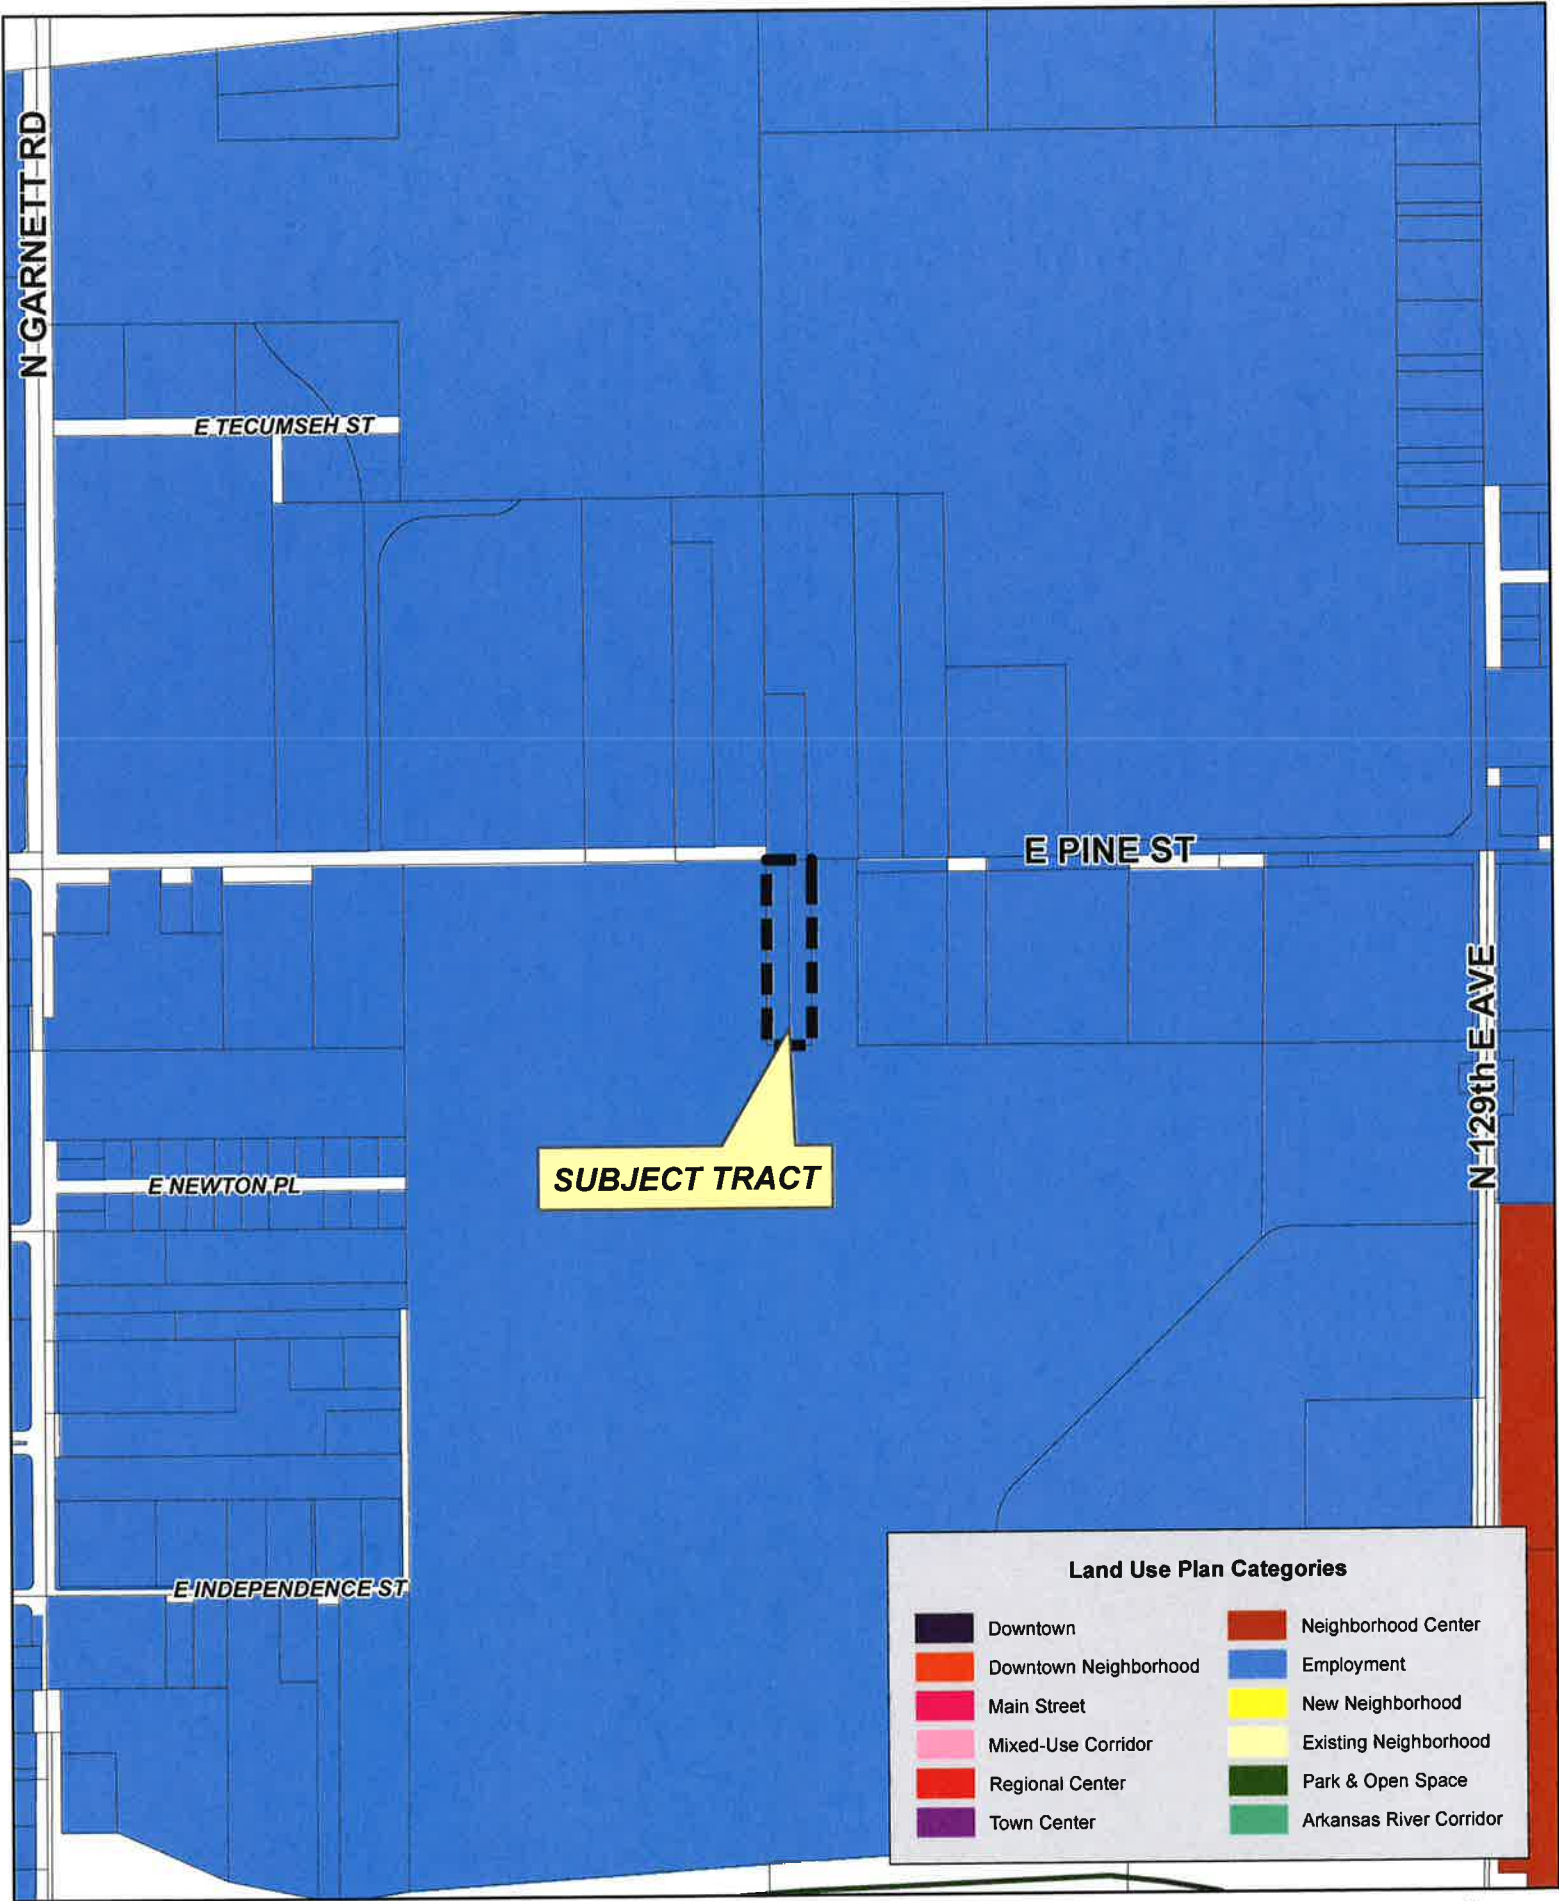 N GARNETT RD
E TECUMSEH ST
E PINE ST
N 129th E AVE
SUBJECT TRACT
E NEWTON PL
E INDEPENDENCE ST
Land Use Plan Categories
Downtown
Downtown Neighborhood
Main Street
Mixed-Use Corridor
Regional Center
Town Center
Neighborhood Center
Employment
New Neighborhood
Existing Neighborhood
Park & Open Space
Arkansas River Corridor